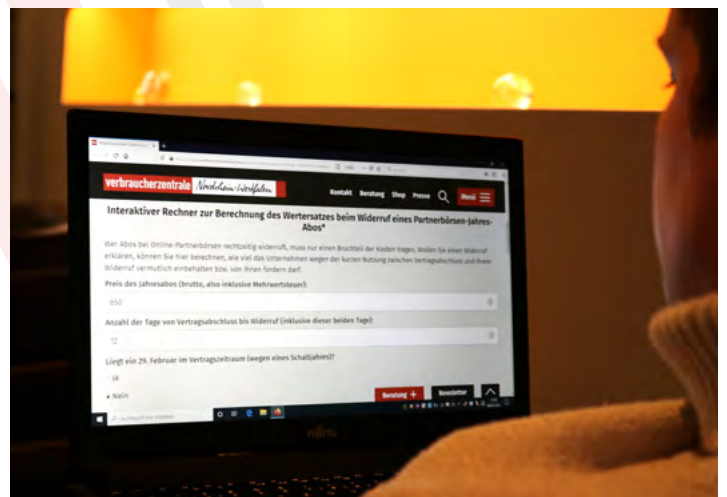 verbraucherzentrale Nordrhein-Westfalen
Kontakt Beratung Shop Presse Menü
Interaktiver Rechner zur Berechnung des Wertersatzes beim Widerruf eines Partnerbörsen-Jahres-
Abos*
Wer Abos bei Online-Partnerbörsen rechtzeitig widerruft, muss nur einen Bruchteil der Kosten tragen. Wollen Sie einen Widerruf
erklären, können Sie hier berechnen, wie viel das Unternehmen wegen der kurzen Nutzung zwischen Vertragsabschluss und Ihrem
Widerruf vermutlich einbehalten bzw. von Ihnen fordern darf.
Preis des Jahresabos (brutto, also inklusive Mehrwertsteuer):
650
Anzahl der Tage von Vertragsabschluss bis Widerruf (inklusive dieser beiden Tage):
12
Liegt ein 29. Februar im Vertragszeitraum (wegen eines Schaltjahres)?
JA
Nein
Beratung + Newsletter
FUJITSU